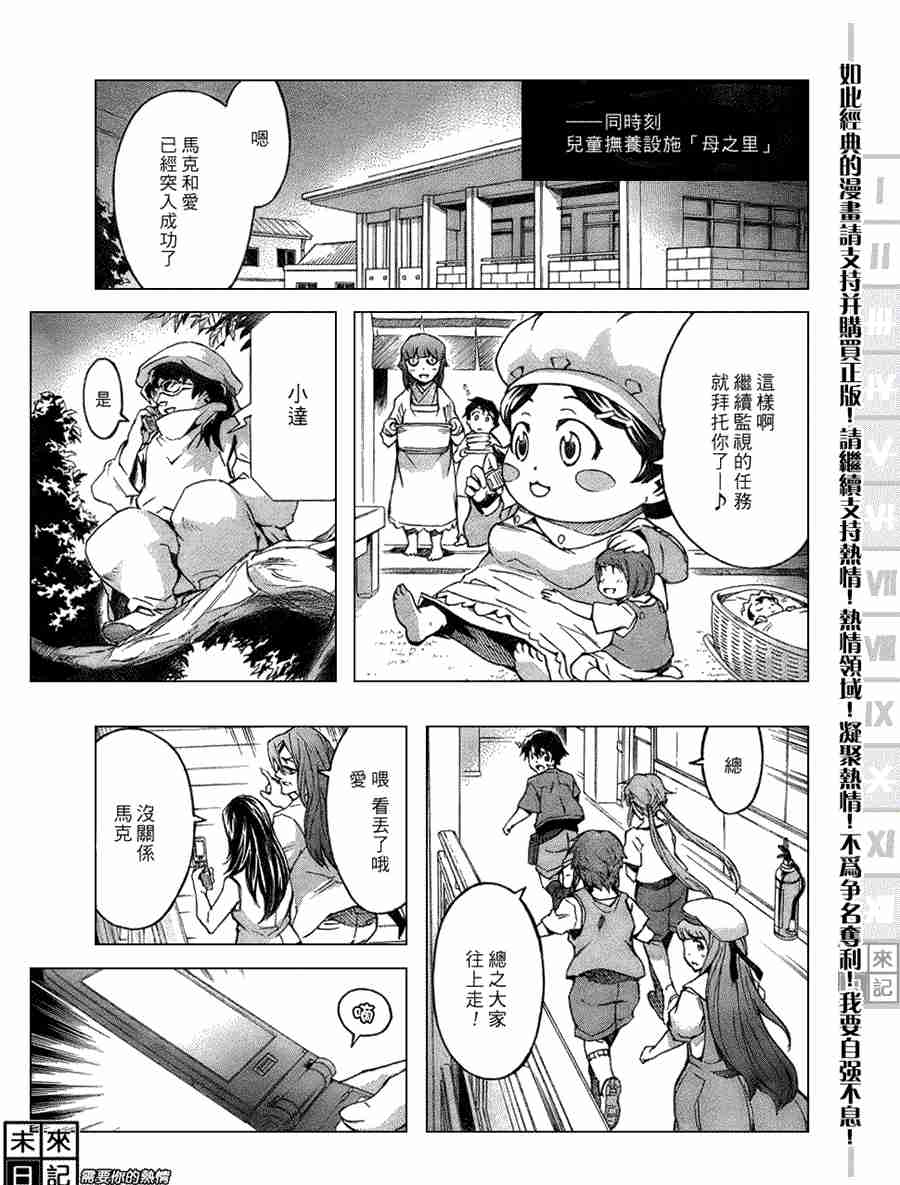 ——同時刻
兒童撫養設施「母之里」
嗯
馬克和愛
已經突入成功了
這樣啊
繼續監視的任務
就拜托你了—♪
小達
是
總
總之大家
往上走！
喂 看丟了哦
愛
沒關係
馬克
嘀
如此經典的漫畫請支持并購買正版！請繼續支持熱情！熱情領域！凝聚熱情！不爲争名奪利！我要自强不息！
I
II
III
IV
V
VI
VII
VIII
IX
X
XI
來
記
未來
日記
需要你的熱情